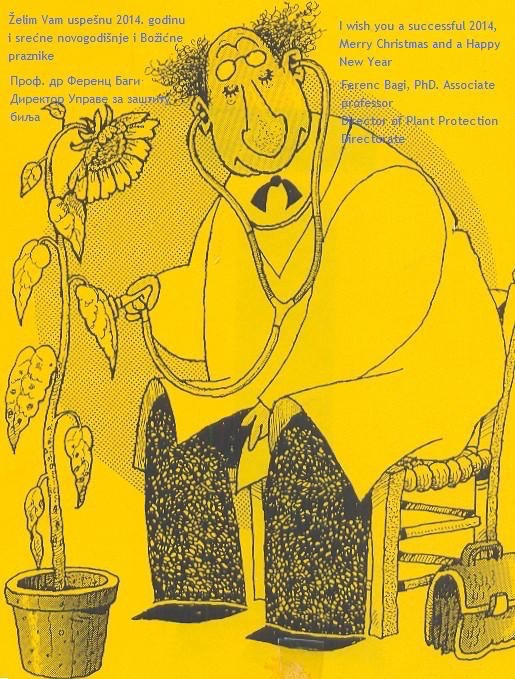 Želim Vam uspešnu 2014. godinu
i srećne novogodišnje i Božićne
praznike
Проф. др Ференц Баги
Директор Управе за заштиту
биља
I wish you a successful 2014,
Merry Christmas and a Happy
New Year
Ferenc Bagi, PhD. Associate
professor
Director of Plant Protection
Directorate